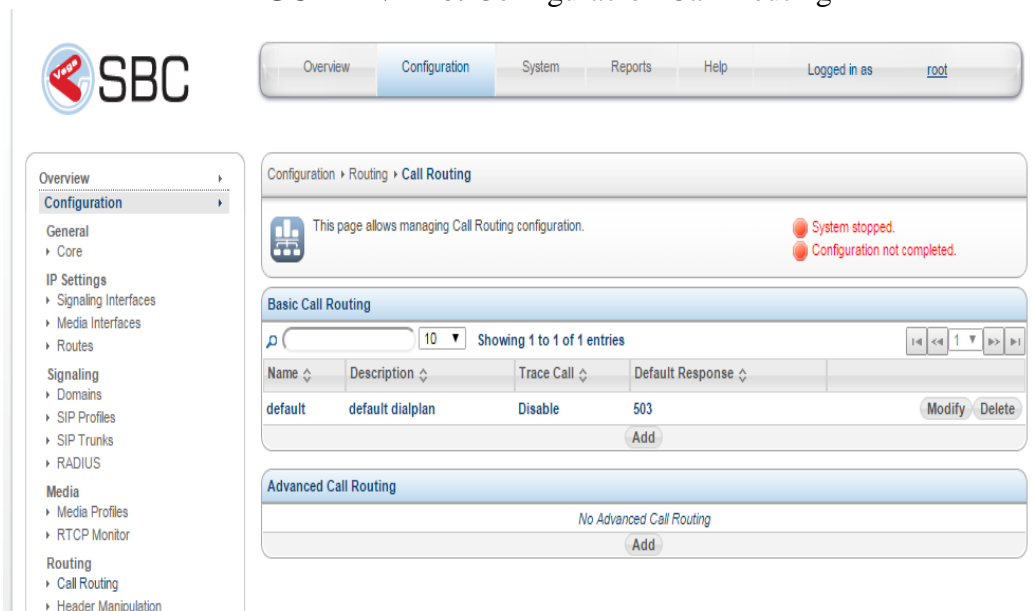 Configuration Call Routing
Vega
SBC
Overview Configuration System Reports Help Logged in as root
Overview
Configuration
General
Core
IP Settings
Signaling Interfaces
Media Interfaces
Routes
Signaling
Domains
SIP Profiles
SIP Trunks
RADIUS
Media
Media Profiles
RTCP Monitor
Routing
Call Routing
Header Manipulation
Configuration Routing Call Routing
This page allows managing Call Routing configuration.
System stopped.
Configuration not completed.
Basic Call Routing
10 Showing 1 to 1 of 1 entries 1
Name Description Trace Call Default Response
default default dialplan Disable 503 Modify Delete
Add
Advanced Call Routing
No Advanced Call Routing
Add